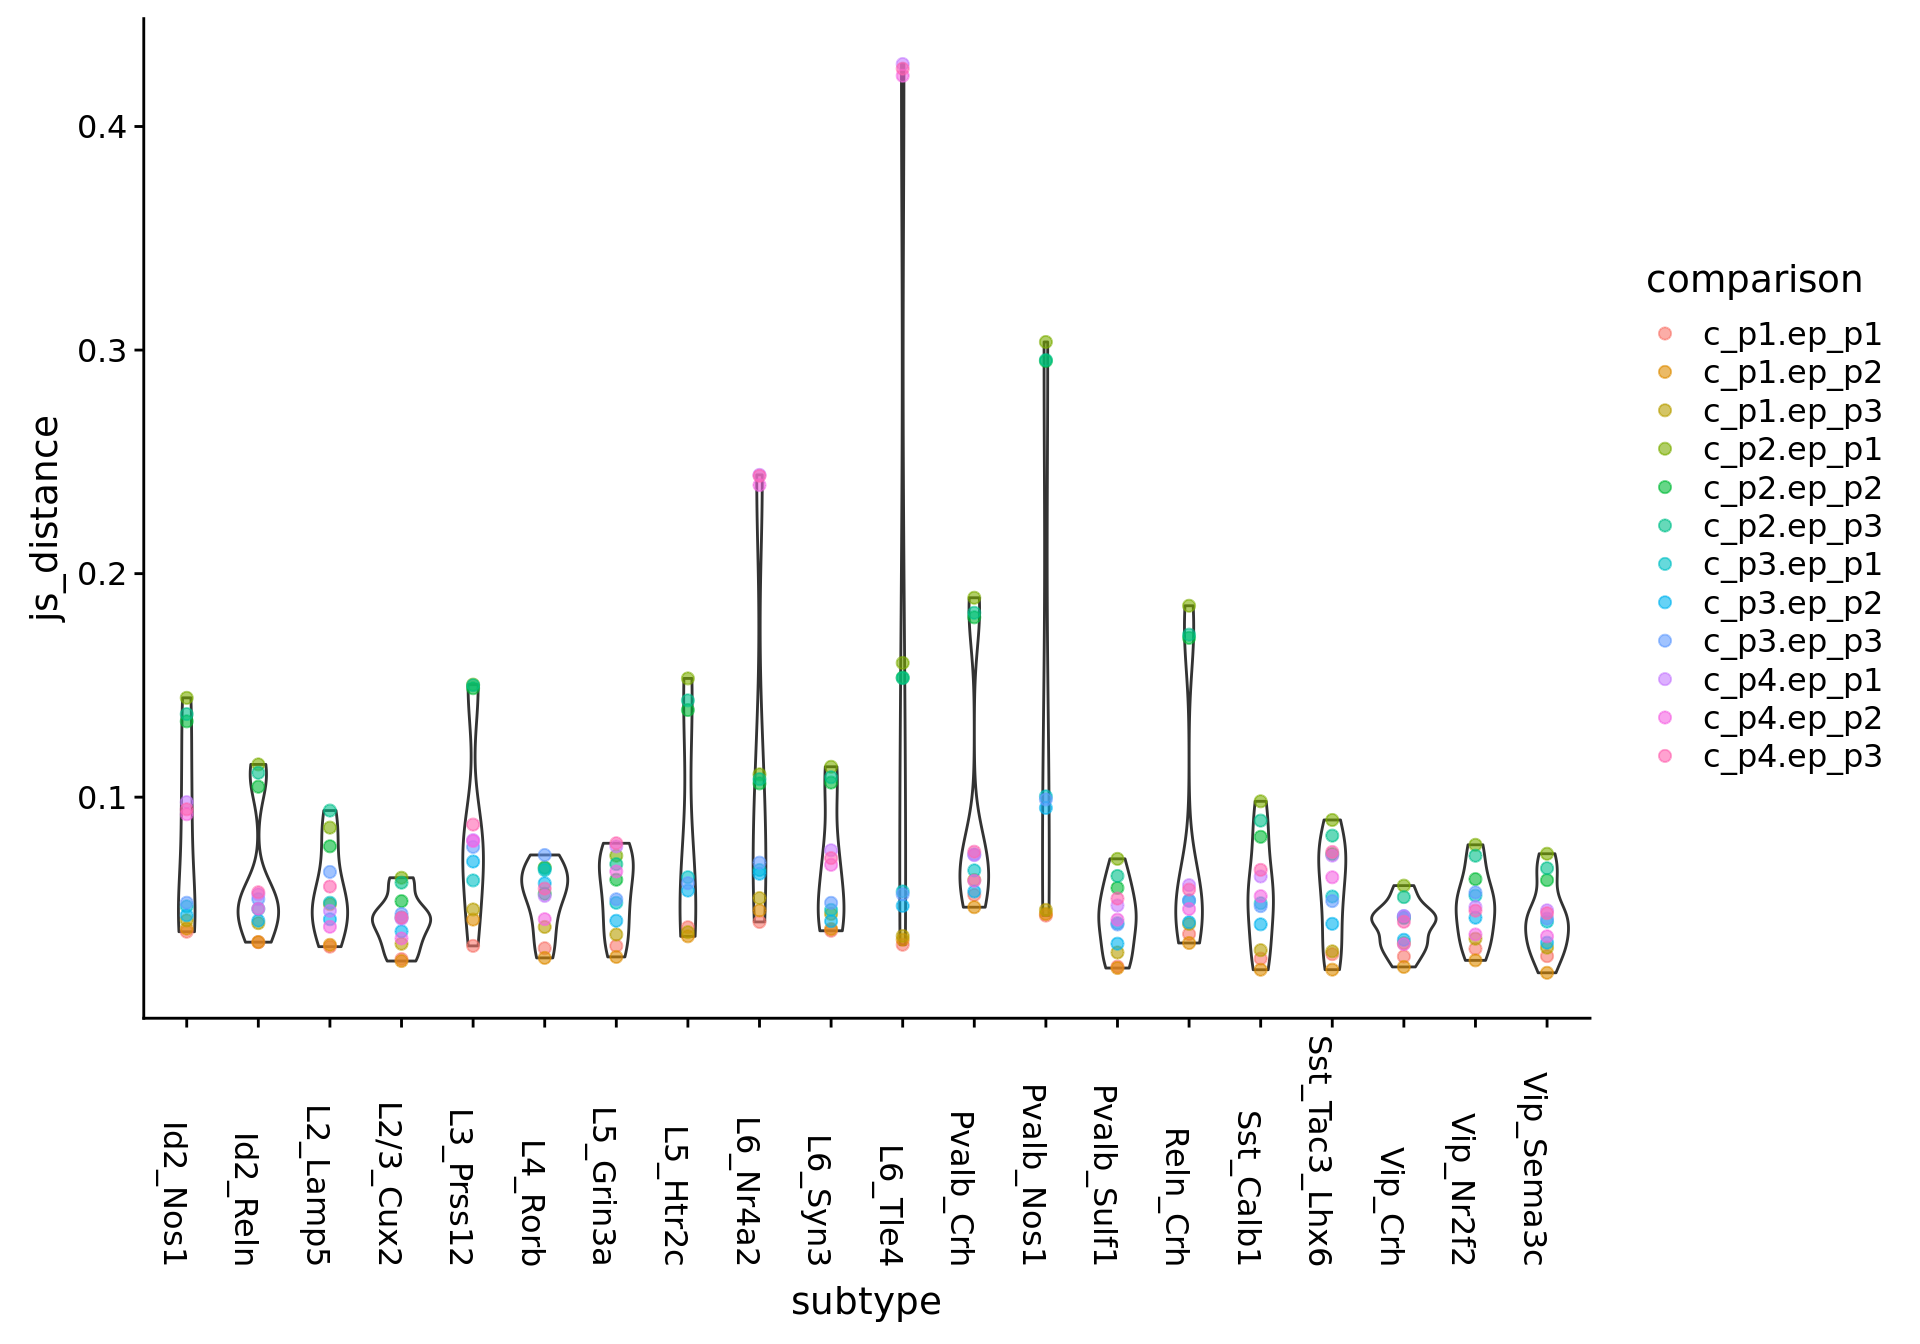 js_distance
0.4
0.3
0.2
0.1
Id2_Nos1
Id2_Reln
L2_Lamp5
L2/3_Cux2
L3_Prss12
L4_Rorb
L5_Grin3a
L5_Htr2c
L6_Nr4a2
L6_Syn3
L6_Tle4
Pvalb_Crh
Pvalb_Nos1
Pvalb_Sulf1
Reln_Crh
Sst_Calb1
Sst_Tac3_Lhx6
Vip_Crh
Vip_Nr2f2
Vip_Sema3c
subtype
comparison
c_p1.ep_p1
c_p1.ep_p2
c_p1.ep_p3
c_p2.ep_p1
c_p2.ep_p2
c_p2.ep_p3
c_p3.ep_p1
c_p3.ep_p2
c_p3.ep_p3
c_p4.ep_p1
c_p4.ep_p2
c_p4.ep_p3